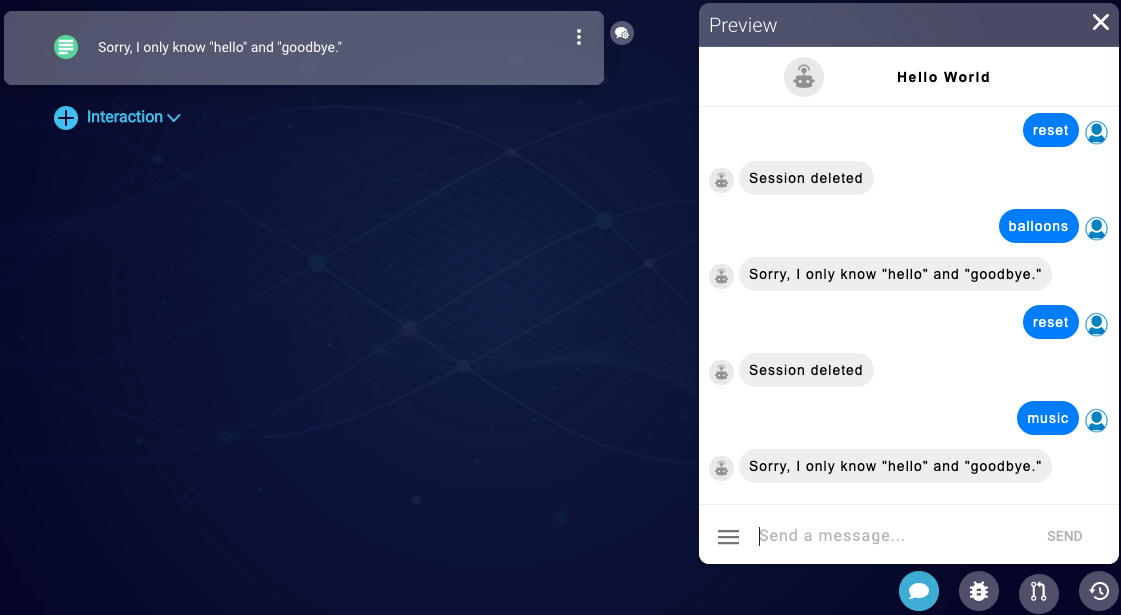 Sorry, I only know "hello" and "goodbye."
Interaction
Preview
Hello World
reset
Session deleted
balloons
Sorry, I only know "hello" and "goodbye."
reset
Session deleted
music
Sorry, I only know "hello" and "goodbye."
Send a message...
SEND